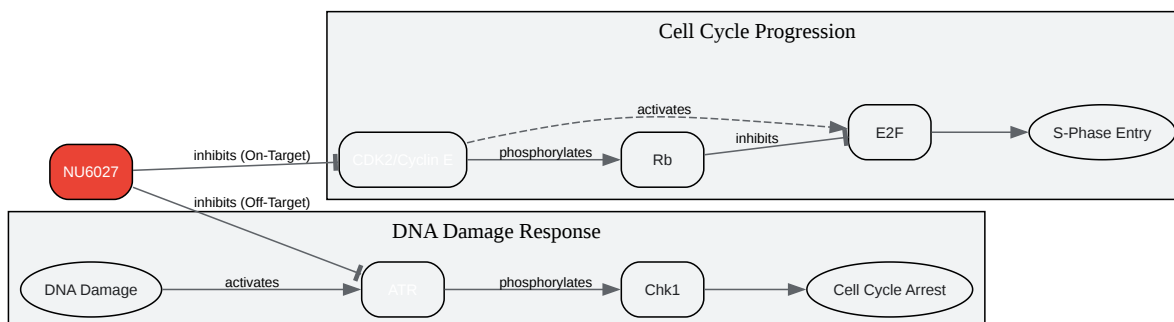 Cell Cycle Progression
activates
inhibits (On-Target)
CDK2/Cyclin E
phosphorylates
Rb
inhibits
E2F
S-Phase Entry
NU6027
inhibits (Off-Target)
DNA Damage Response
DNA Damage
activates
ATR
phosphorylates
Chk1
Cell Cycle Arrest